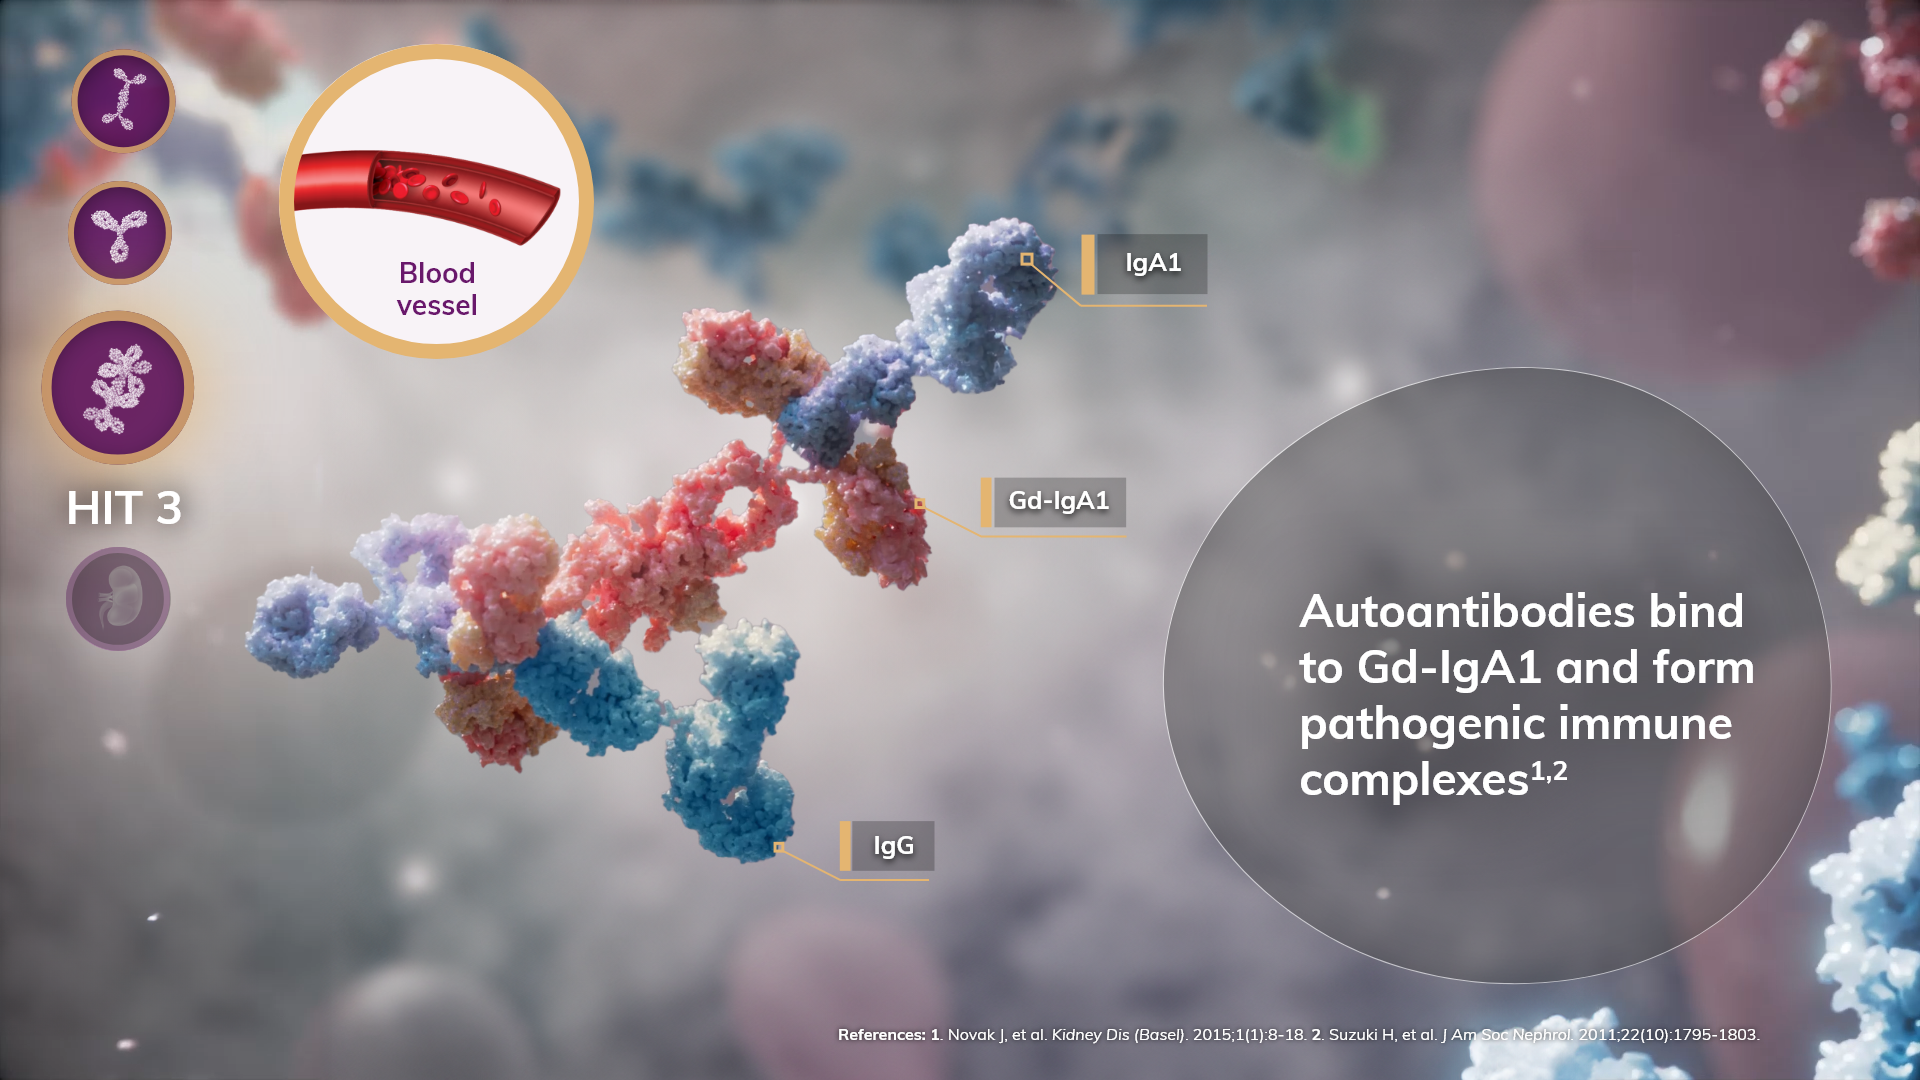 Blood
vessel
IgA1
Gd-IgA1
HIT 3
Autoantibodies bind
to Gd-IgA1 and form
pathogenic immune
complexes¹,²
IgG
References: 1. Novak J, et al. Kidney Dis (Basel). 2015;1(1):8-18. 2. Suzuki H, et al. J Am Soc Nephrol. 2011;22(10):1795-1803.